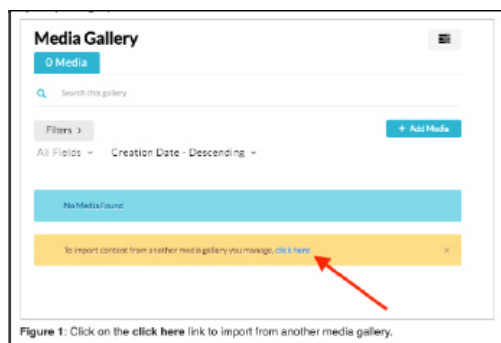 Media Gallery
0 Media
Search this gallery
Filters >
+ Add Media
All Fields Creation Date - Descending
No Media Found
To import content from another media gallery you manage, click here ×
Figure 1: Click on the click here link to import from another media gallery.